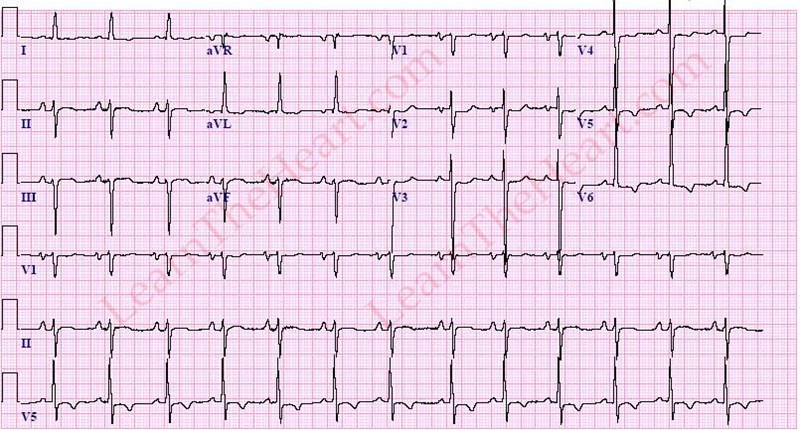 I aVR V1 V4
II aVL V2 V5
III aVF V3 V6
V1
II
V5
LearnTheHeart.com
LearnTheHeart.com